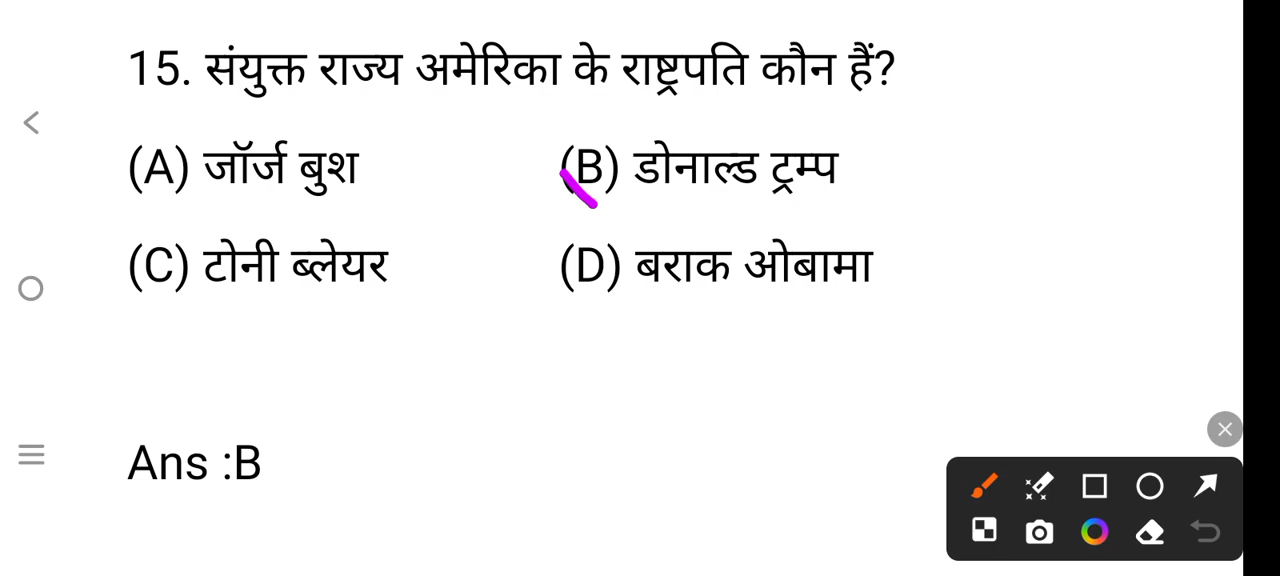 15. संयुक्त राज्य अमेरिका के राष्ट्रपति कौन हैं?
(A) जॉर्ज बुश (B) डोनाल्ड ट्रम्प
(C) टोनी ब्लेयर (D) बराक ओबामा
Ans :B